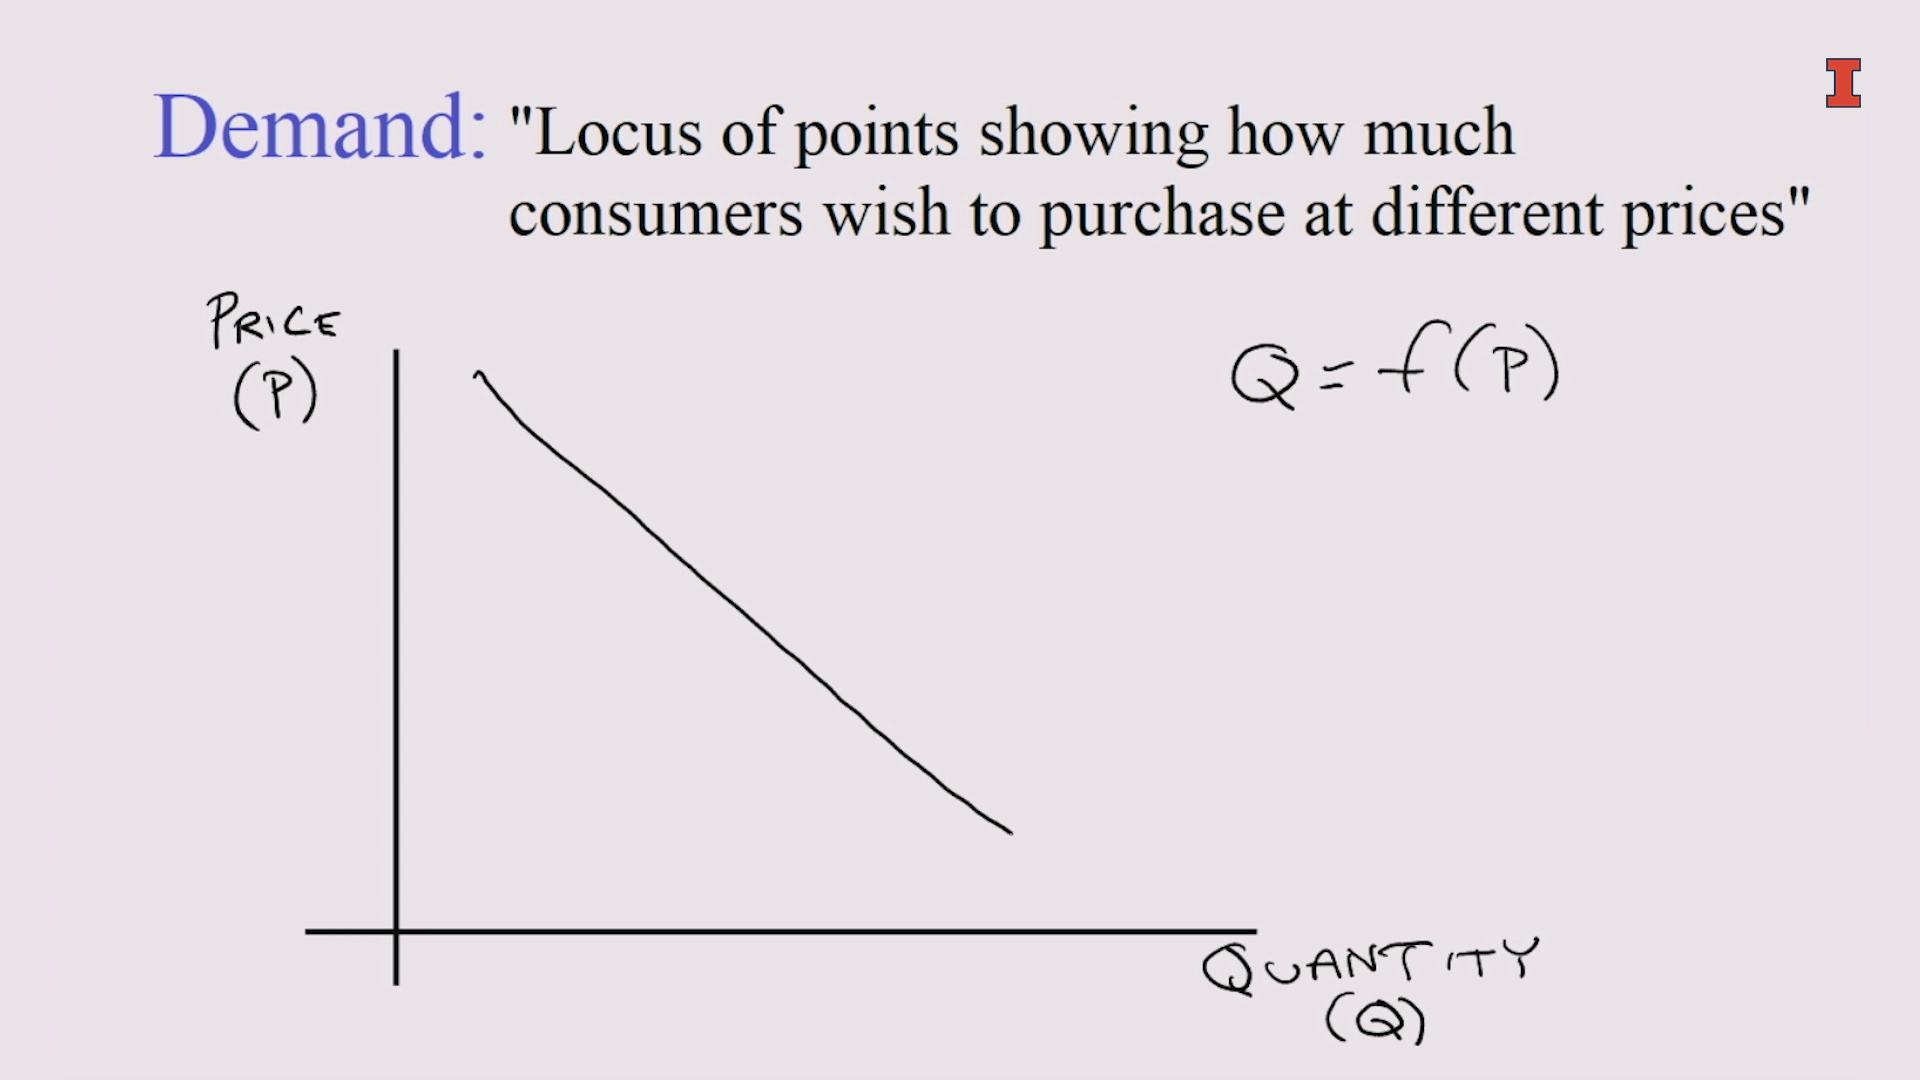 Demand: "Locus of points showing how much
consumers wish to purchase at different prices"
PRICE
(P)
Q = f(P)
QUANTITY
(Q)
I